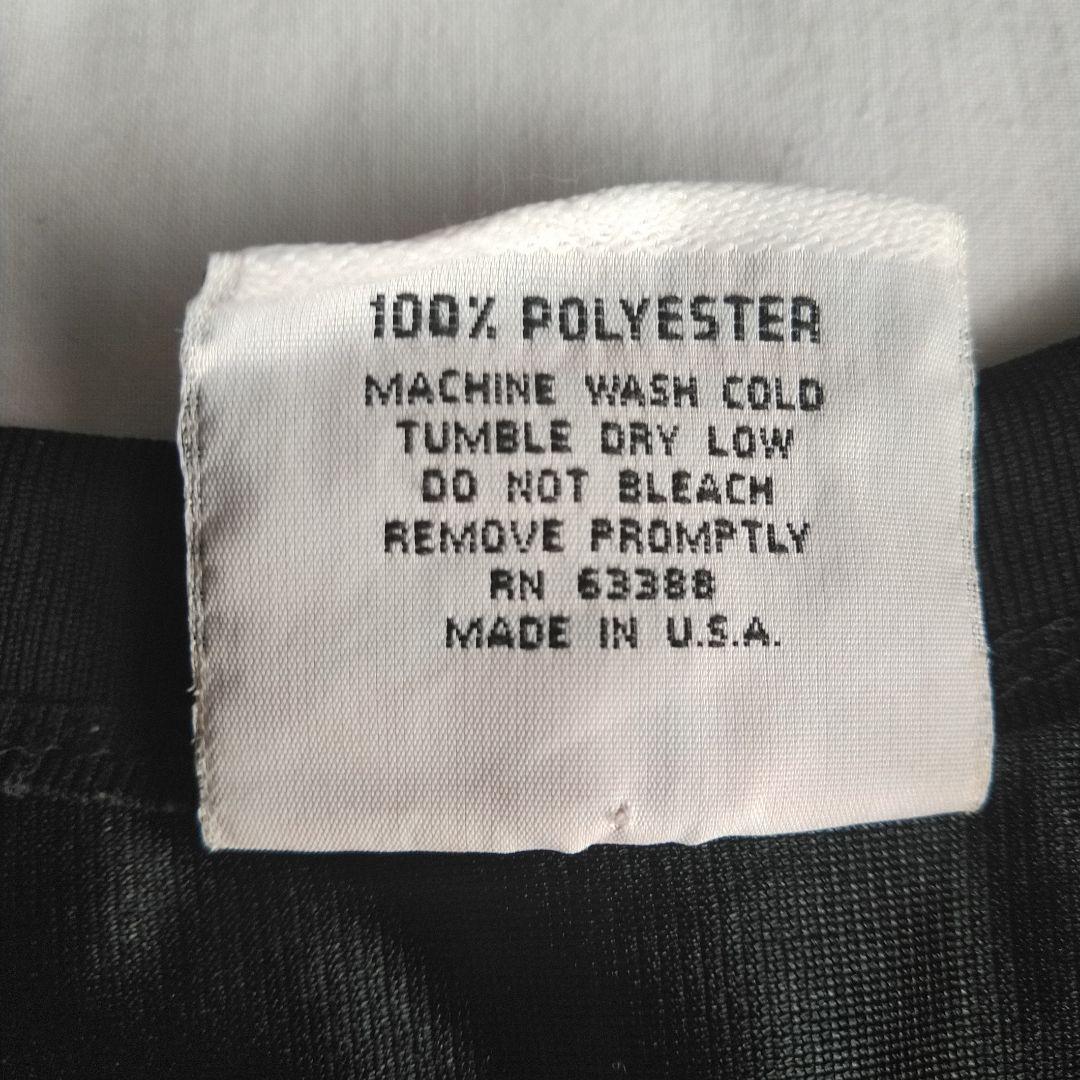 100% POLYESTER
MACHINE WASH COLD
TUMBLE DRY LOW
DO NOT BLEACH
REMOVE PROMPTLY
RN 63388
MADE IN U.S.A.